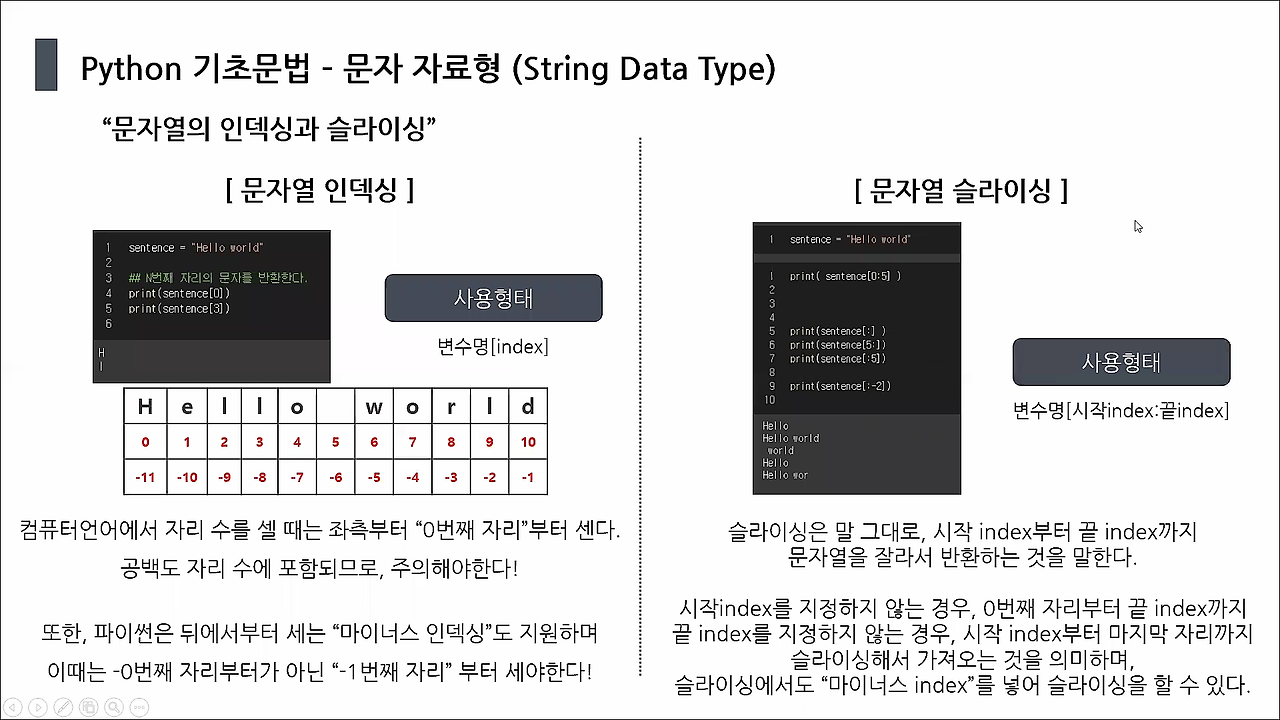 Python 기초문법 - 문자 자료형 (String Data Type)
“문자열의 인덱싱과 슬라이싱”
[ 문자열 인덱싱 ]
1 sentence = "Hello world"
2
3 ## N번째 자리의 문자를 반환한다.
4 print(sentence[0])
5 print(sentence[3])
6
H
l
사용형태
변수명[index]
H e l l o w o r l d
0 1 2 3 4 5 6 7 8 9 10
-11 -10 -9 -8 -7 -6 -5 -4 -3 -2 -1
컴퓨터언어에서 자리 수를 셀 때는 좌측부터 “0번째 자리”부터 센다.
공백도 자리 수에 포함되므로, 주의해야한다!
또한, 파이썬은 뒤에서부터 세는 “마이너스 인덱싱”도 지원하며
이때는 -0번째 자리부터가 아닌 “-1번째 자리” 부터 세야한다!
[ 문자열 슬라이싱 ]
1 sentence = "Hello world"
1 print( sentence[0:5] )
2
3
4
5 print(sentence[:] )
6 print(sentence[5:])
7 print(sentence[:5])
8
9 print(sentence[:-2])
10
Hello
Hello world
world
Hello
Hello wor
사용형태
변수명[시작index:끝index]
슬라이싱은 말 그대로, 시작 index부터 끝 index까지
문자열을 잘라서 반환하는 것을 말한다.
시작index를 지정하지 않는 경우, 0번째 자리부터 끝 index까지
끝 index를 지정하지 않는 경우, 시작 index부터 마지막 자리까지
슬라이싱해서 가져오는 것을 의미하며,
슬라이싱에서도 “마이너스 index”를 넣어 슬라이싱을 할 수 있다.